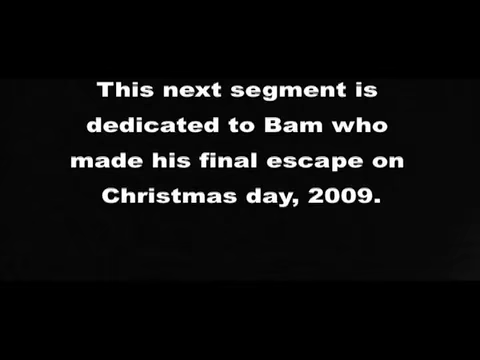 This next segment is
dedicated to Bam who
made his final escape on
Christmas day, 2009.